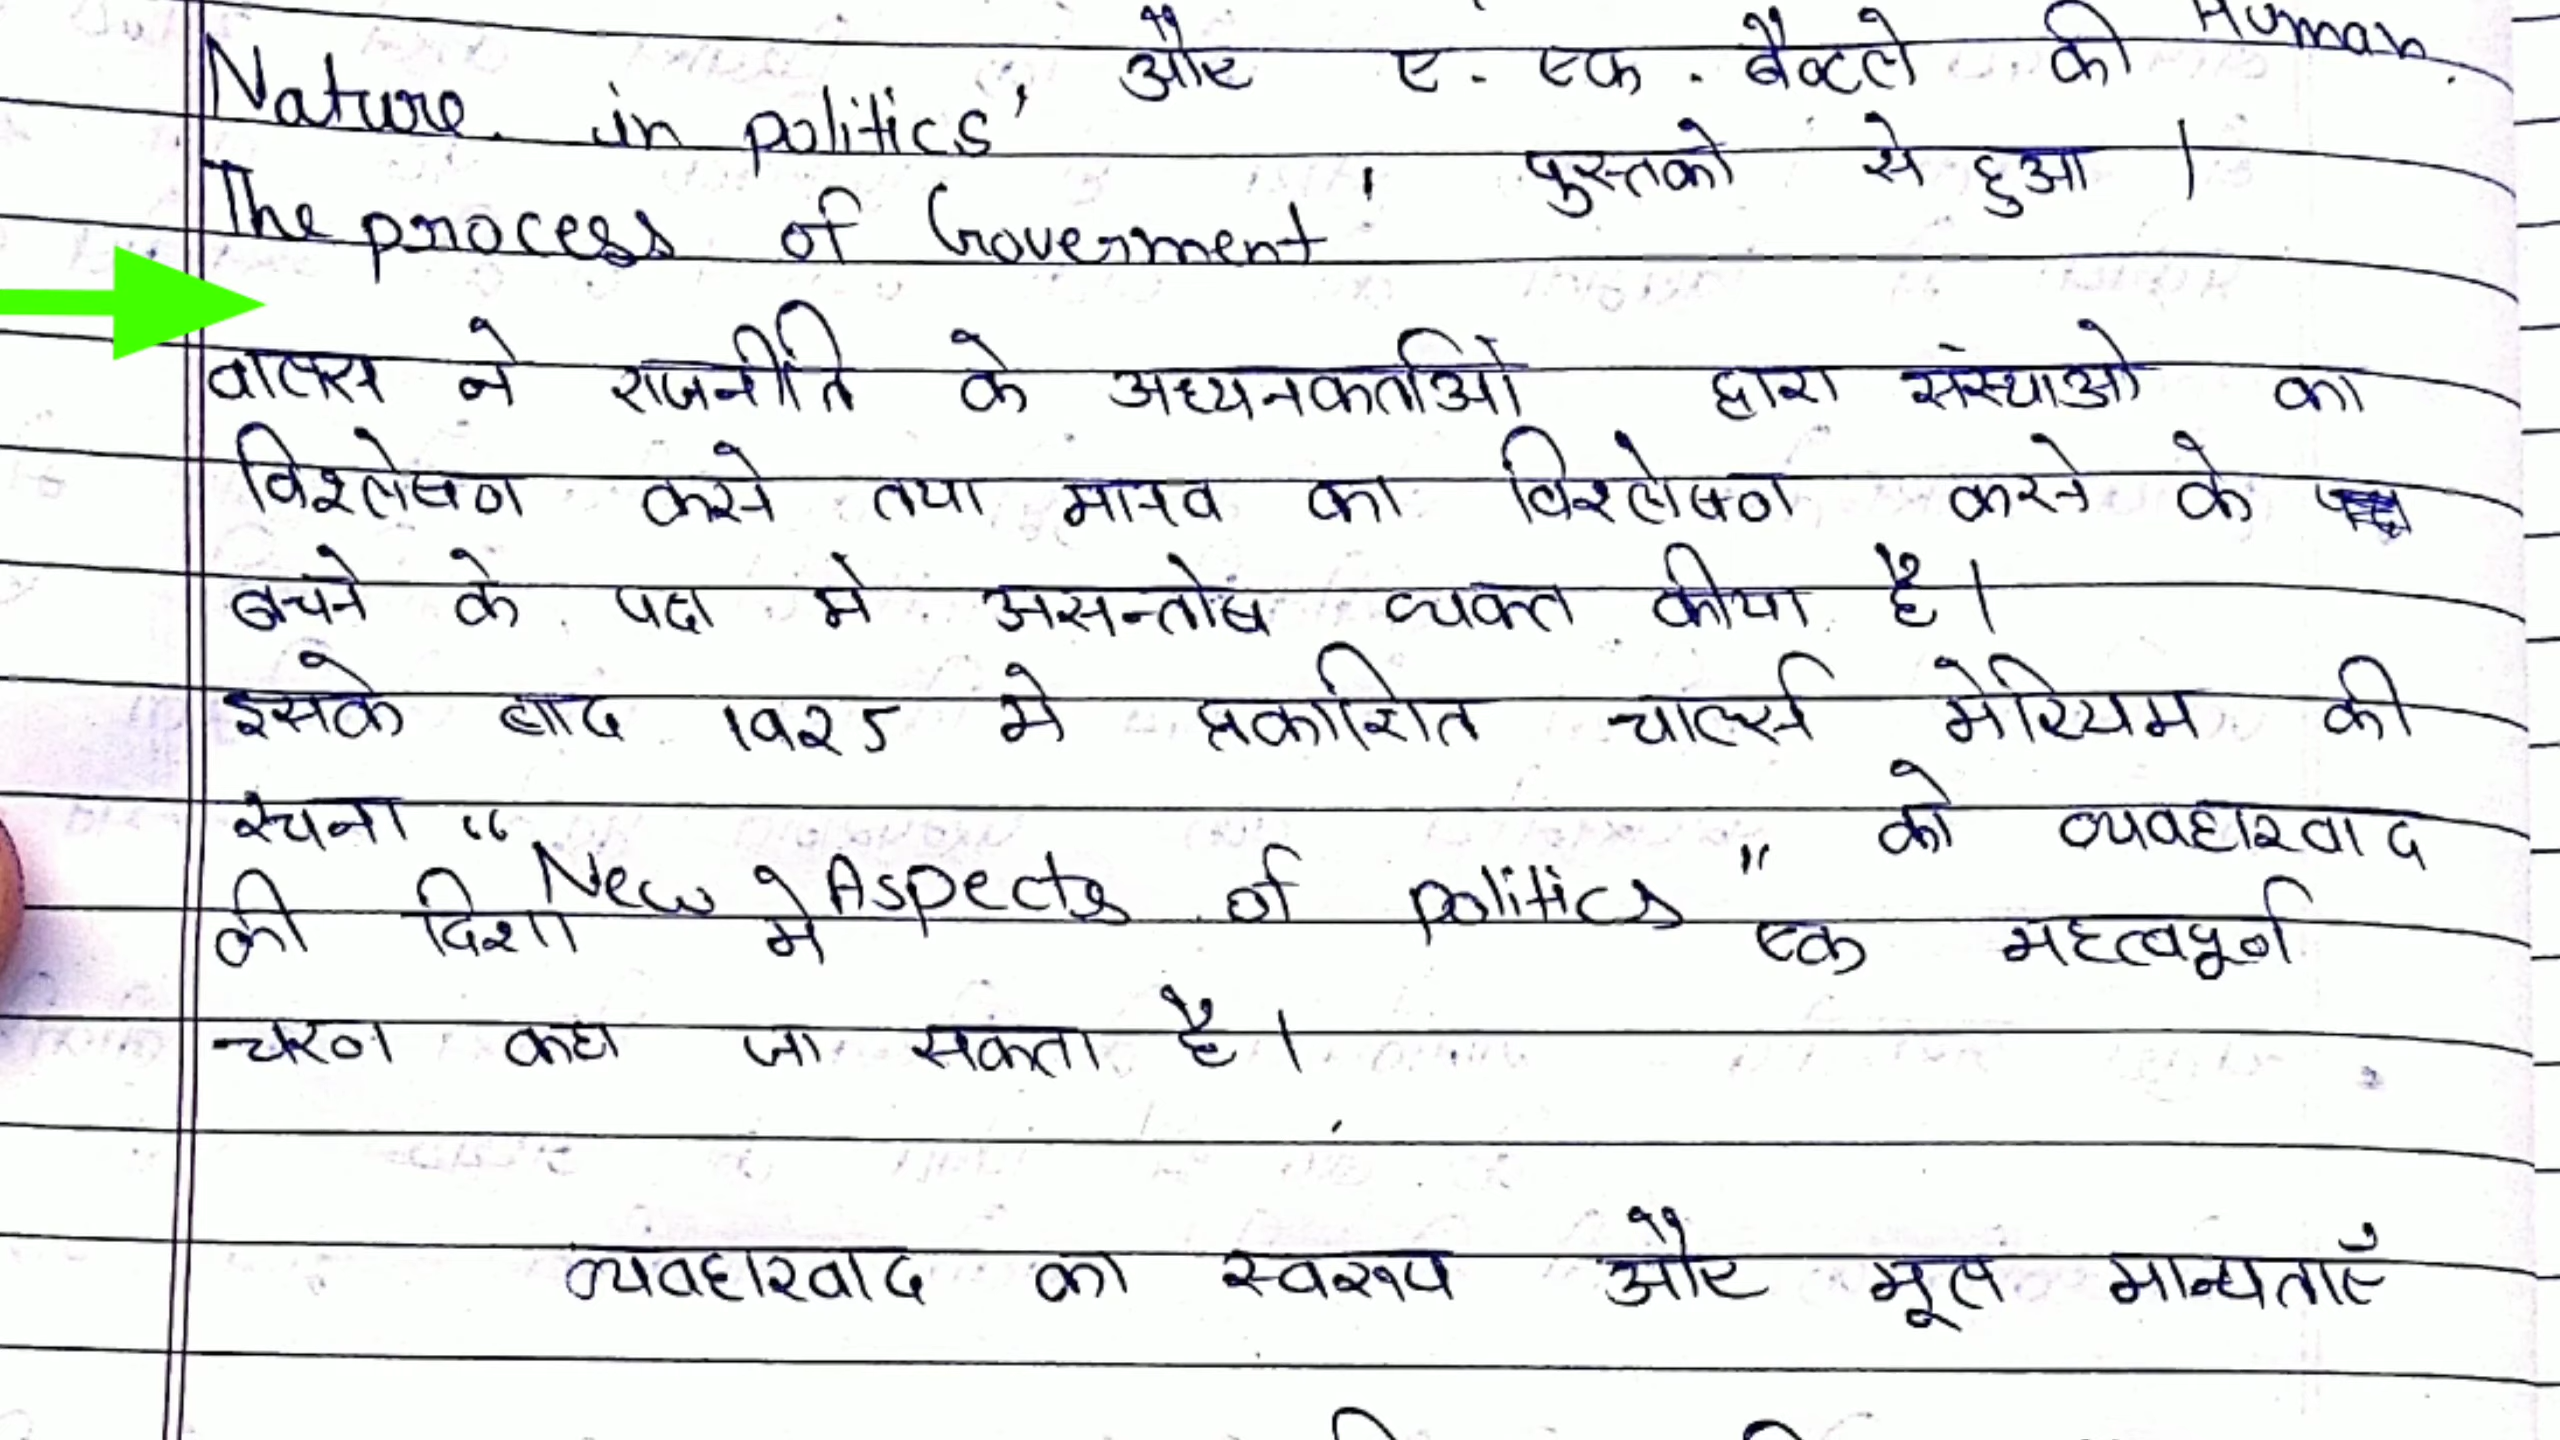 Human
Nature in politics' और ए. एफ. बैन्टले की
The process of Government' पुस्तको से हुआ।
वालस ने राजनीति के अध्यनकर्ताओ द्वारा संस्थाओ का
विश्लेषण करने तथा मानव का विश्लेषण करने के
बचने के पक्ष मे असन्तोष व्यक्त कीया है।
इसके बाद 1925 मे प्रकाशित चार्ल्स मेरियम की
रचना " New Aspects of politics " को व्यवहारवाद
की दिशा मे एक महत्वपूर्ण
चरण कहा जा सकता है।
व्यवहारवाद का स्वरूप और मूल मान्यताएँ